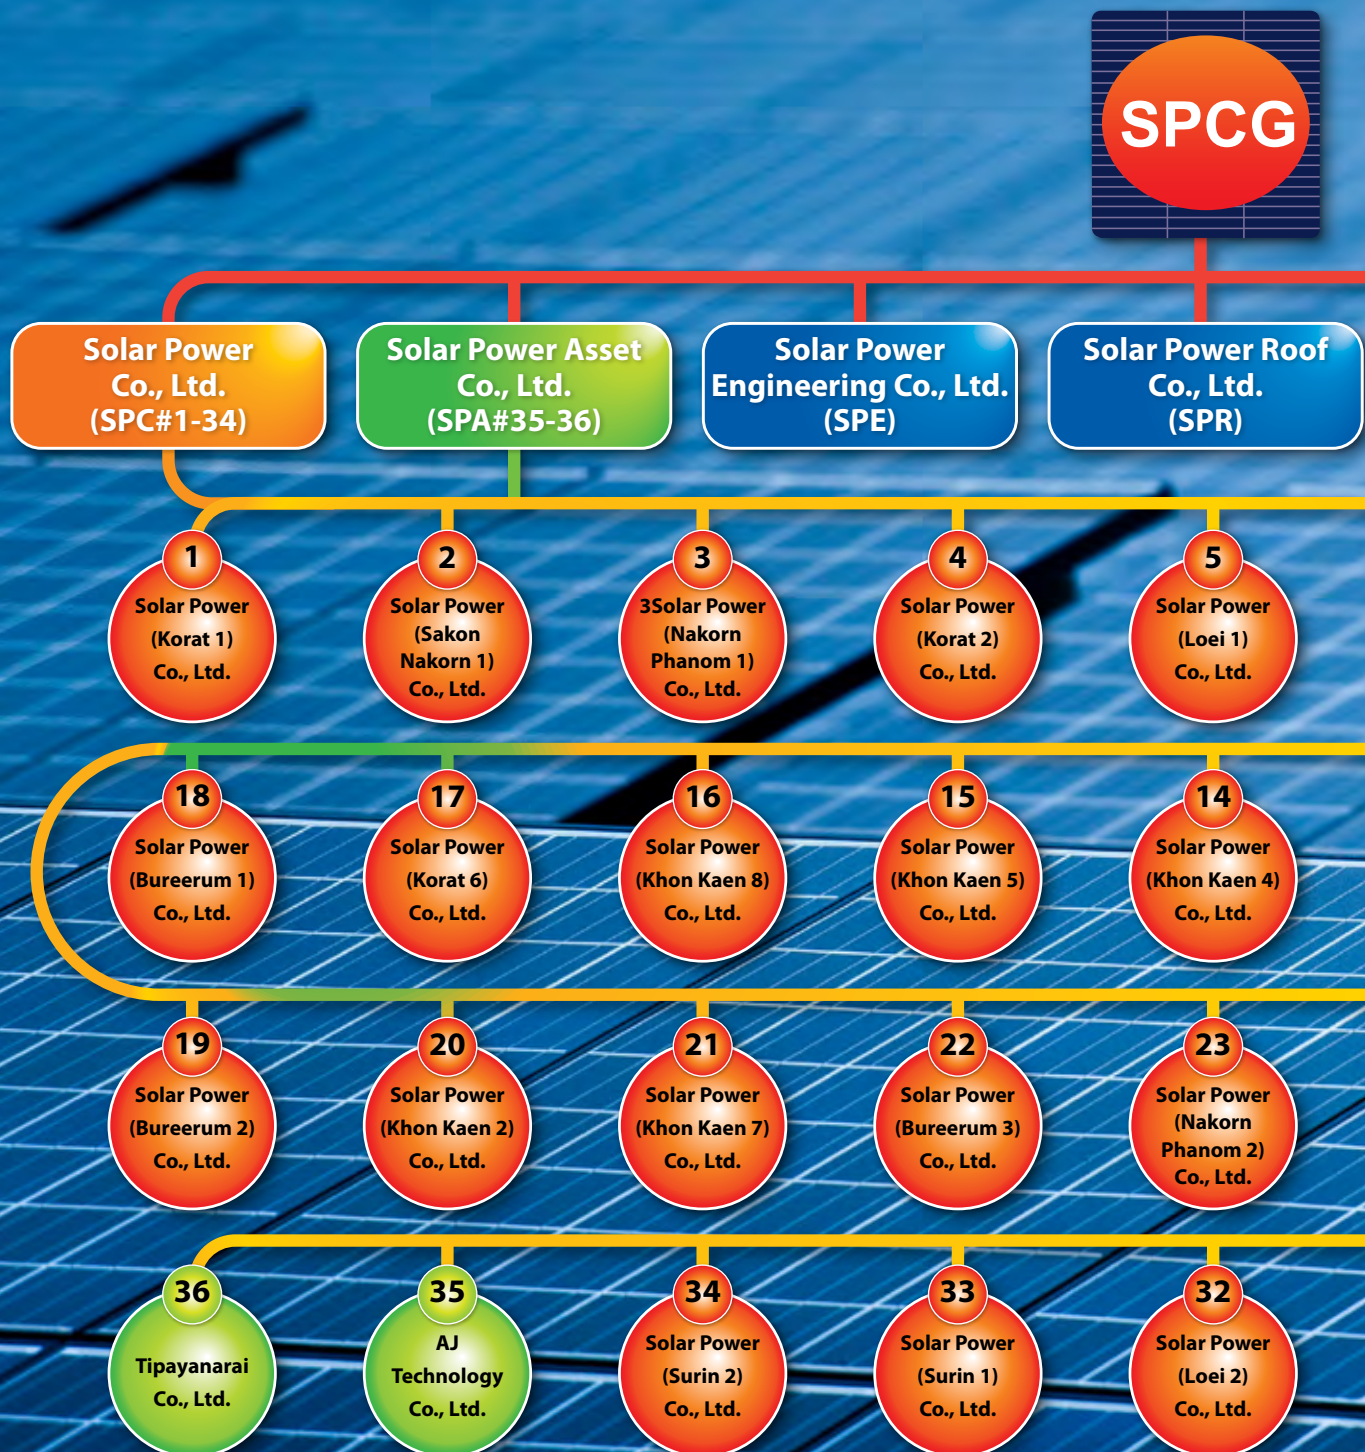 SPCG
Solar Power
Co., Ltd.
(SPC#1-34)
Solar Power Asset
Co., Ltd.
(SPA#35-36)
Solar Power
Engineering Co., Ltd.
(SPE)
Solar Power Roof
Co., Ltd.
(SPR)
1
Solar Power
(Korat 1)
Co., Ltd.
2
Solar Power
(Sakon
Nakorn 1)
Co., Ltd.
3
3Solar Power
(Nakorn
Phanom 1)
Co., Ltd.
4
Solar Power
(Korat 2)
Co., Ltd.
5
Solar Power
(Loei 1)
Co., Ltd.
18
Solar Power
(Bureerum 1)
Co., Ltd.
17
Solar Power
(Korat 6)
Co., Ltd.
16
Solar Power
(Khon Kaen 8)
Co., Ltd.
15
Solar Power
(Khon Kaen 5)
Co., Ltd.
14
Solar Power
(Khon Kaen 4)
Co., Ltd.
19
Solar Power
(Bureerum 2)
Co., Ltd.
20
Solar Power
(Khon Kaen 2)
Co., Ltd.
21
Solar Power
(Khon Kaen 7)
Co., Ltd.
22
Solar Power
(Bureerum 3)
Co., Ltd.
23
Solar Power
(Nakorn
Phanom 2)
Co., Ltd.
36
Tipayanarai
Co., Ltd.
35
AJ
Technology
Co., Ltd.
34
Solar Power
(Surin 2)
Co., Ltd.
33
Solar Power
(Surin 1)
Co., Ltd.
32
Solar Power
(Loei 2)
Co., Ltd.